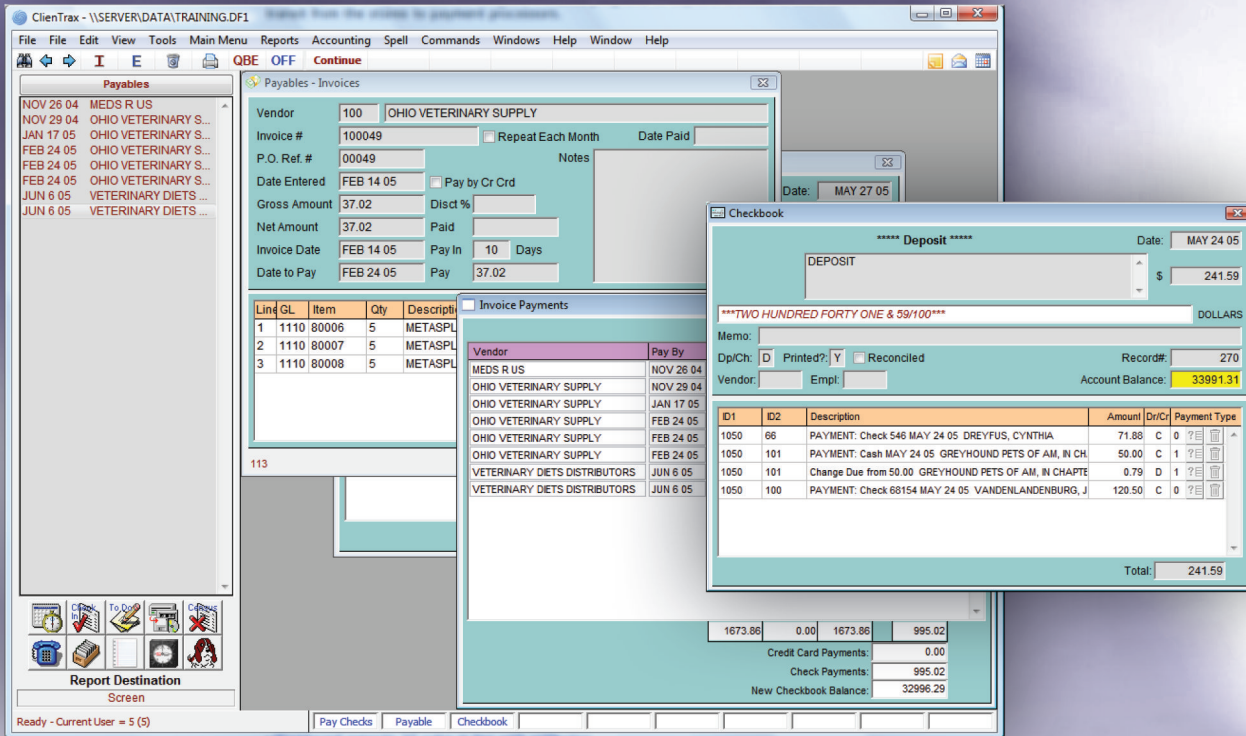 ClienTrax - \\SERVER\DATA\TRAINING.DF1
File File Edit View Tools Main Menu Reports Accounting Spell Commands Windows Help Window Help
I E QBE OFF Continue
Payables
NOV 26 04 MEDS R US
NOV 29 04 OHIO VETERINARY S...
JAN 17 05 OHIO VETERINARY S...
FEB 24 05 OHIO VETERINARY S...
FEB 24 05 OHIO VETERINARY S...
FEB 24 05 OHIO VETERINARY S...
JUN 6 05 VETERINARY DIETS ...
JUN 6 05 VETERINARY DIETS ...
Report Destination
Screen
Ready - Current User = 5 (5)
Pay Checks Payable Checkbook
Payables - Invoices
Vendor 100 OHIO VETERINARY SUPPLY
Invoice # 100049 Repeat Each Month Date Paid
P.O. Ref. # 00049 Notes
Date Entered FEB 14 05 Pay by Cr Crd
Gross Amount 37.02 Disct %
Net Amount 37.02 Paid
Invoice Date FEB 14 05 Pay In 10 Days
Date to Pay FEB 24 05 Pay 37.02
Line GL Item Qty Descripti
1 1110 80006 5 METASPL
2 1110 80007 5 METASPL
3 1110 80008 5 METASPL
113
Date: MAY 27 05
Invoice Payments
Vendor Pay By
MEDS R US NOV 26 04
OHIO VETERINARY SUPPLY NOV 29 04
OHIO VETERINARY SUPPLY JAN 17 05
OHIO VETERINARY SUPPLY FEB 24 05
OHIO VETERINARY SUPPLY FEB 24 05
OHIO VETERINARY SUPPLY FEB 24 05
VETERINARY DIETS DISTRIBUTORS JUN 6 05
VETERINARY DIETS DISTRIBUTORS JUN 6 05
1673.86 0.00 1673.86 995.02
Credit Card Payments: 0.00
Check Payments: 995.02
New Checkbook Balance: 32996.29
Checkbook
***** Deposit ***** Date: MAY 24 05
DEPOSIT
$ 241.59
***TWO HUNDRED FORTY ONE & 59/100*** DOLLARS
Memo:
Dp/Ch: D Printed?: Y Reconciled Record#: 270
Vendor: Empl: Account Balance: 33991.31
ID1 ID2 Description Amount Dr/Cr Payment Type
1050 66 PAYMENT: Check 546 MAY 24 05 DREYFUS, CYNTHIA 71.88 C 0
1050 101 PAYMENT: Cash MAY 24 05 GREYHOUND PETS OF AM, IN CH. 50.00 C 1
1050 101 Change Due from 50.00 GREYHOUND PETS OF AM, IN CHAPTE 0.79 D 1
1050 100 PAYMENT: Check 68154 MAY 24 05 VANDENLANDENBURG, J 120.50 C 0
Total: 241.59